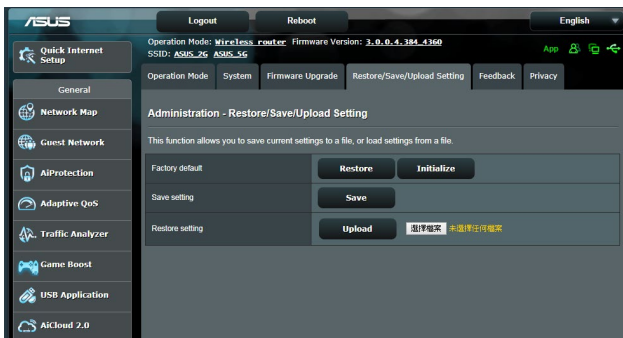 ASUS
Logout
Reboot
English
Quick Internet Setup
Operation Mode: Wireless router Firmware Version: 3.0.0.4.384_4360
SSID: ASUS_2G ASUS_5G
App
General
Operation Mode System Firmware Upgrade Restore/Save/Upload Setting Feedback Privacy
Network Map
Guest Network
AiProtection
Adaptive QoS
Traffic Analyzer
Game Boost
USB Application
AiCloud 2.0
Administration - Restore/Save/Upload Setting
This function allows you to save current settings to a file, or load settings from a file.
Factory default Restore Initialize
Save setting Save
Restore setting Upload 選擇檔案 未選擇任何檔案